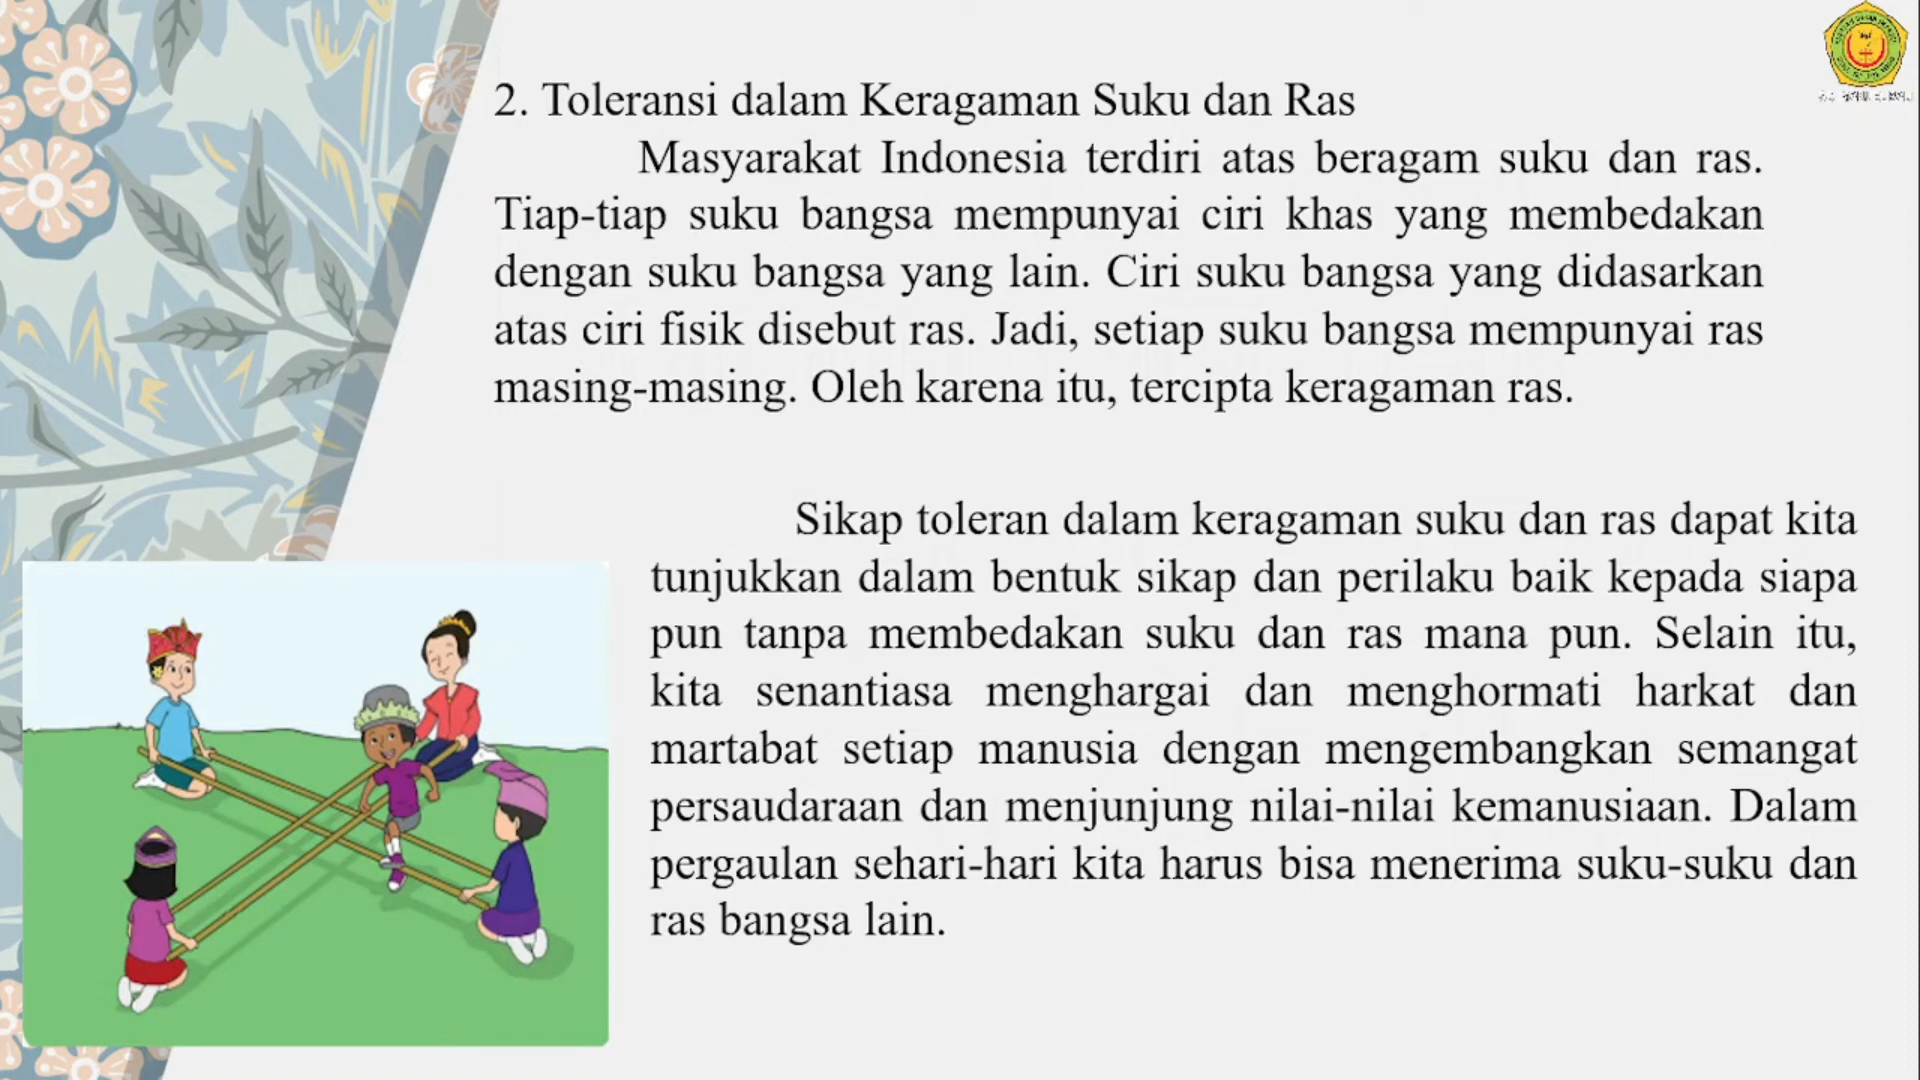 2. Toleransi dalam Keragaman Suku dan Ras
Masyarakat Indonesia terdiri atas beragam suku dan ras.
Tiap-tiap suku bangsa mempunyai ciri khas yang membedakan
dengan suku bangsa yang lain. Ciri suku bangsa yang didasarkan
atas ciri fisik disebut ras. Jadi, setiap suku bangsa mempunyai ras
masing-masing. Oleh karena itu, tercipta keragaman ras.
Sikap toleran dalam keragaman suku dan ras dapat kita
tunjukkan dalam bentuk sikap dan perilaku baik kepada siapa
pun tanpa membedakan suku dan ras mana pun. Selain itu,
kita senantiasa menghargai dan menghormati harkat dan
martabat setiap manusia dengan mengembangkan semangat
persaudaraan dan menjunjung nilai-nilai kemanusiaan. Dalam
pergaulan sehari-hari kita harus bisa menerima suku-suku dan
ras bangsa lain.